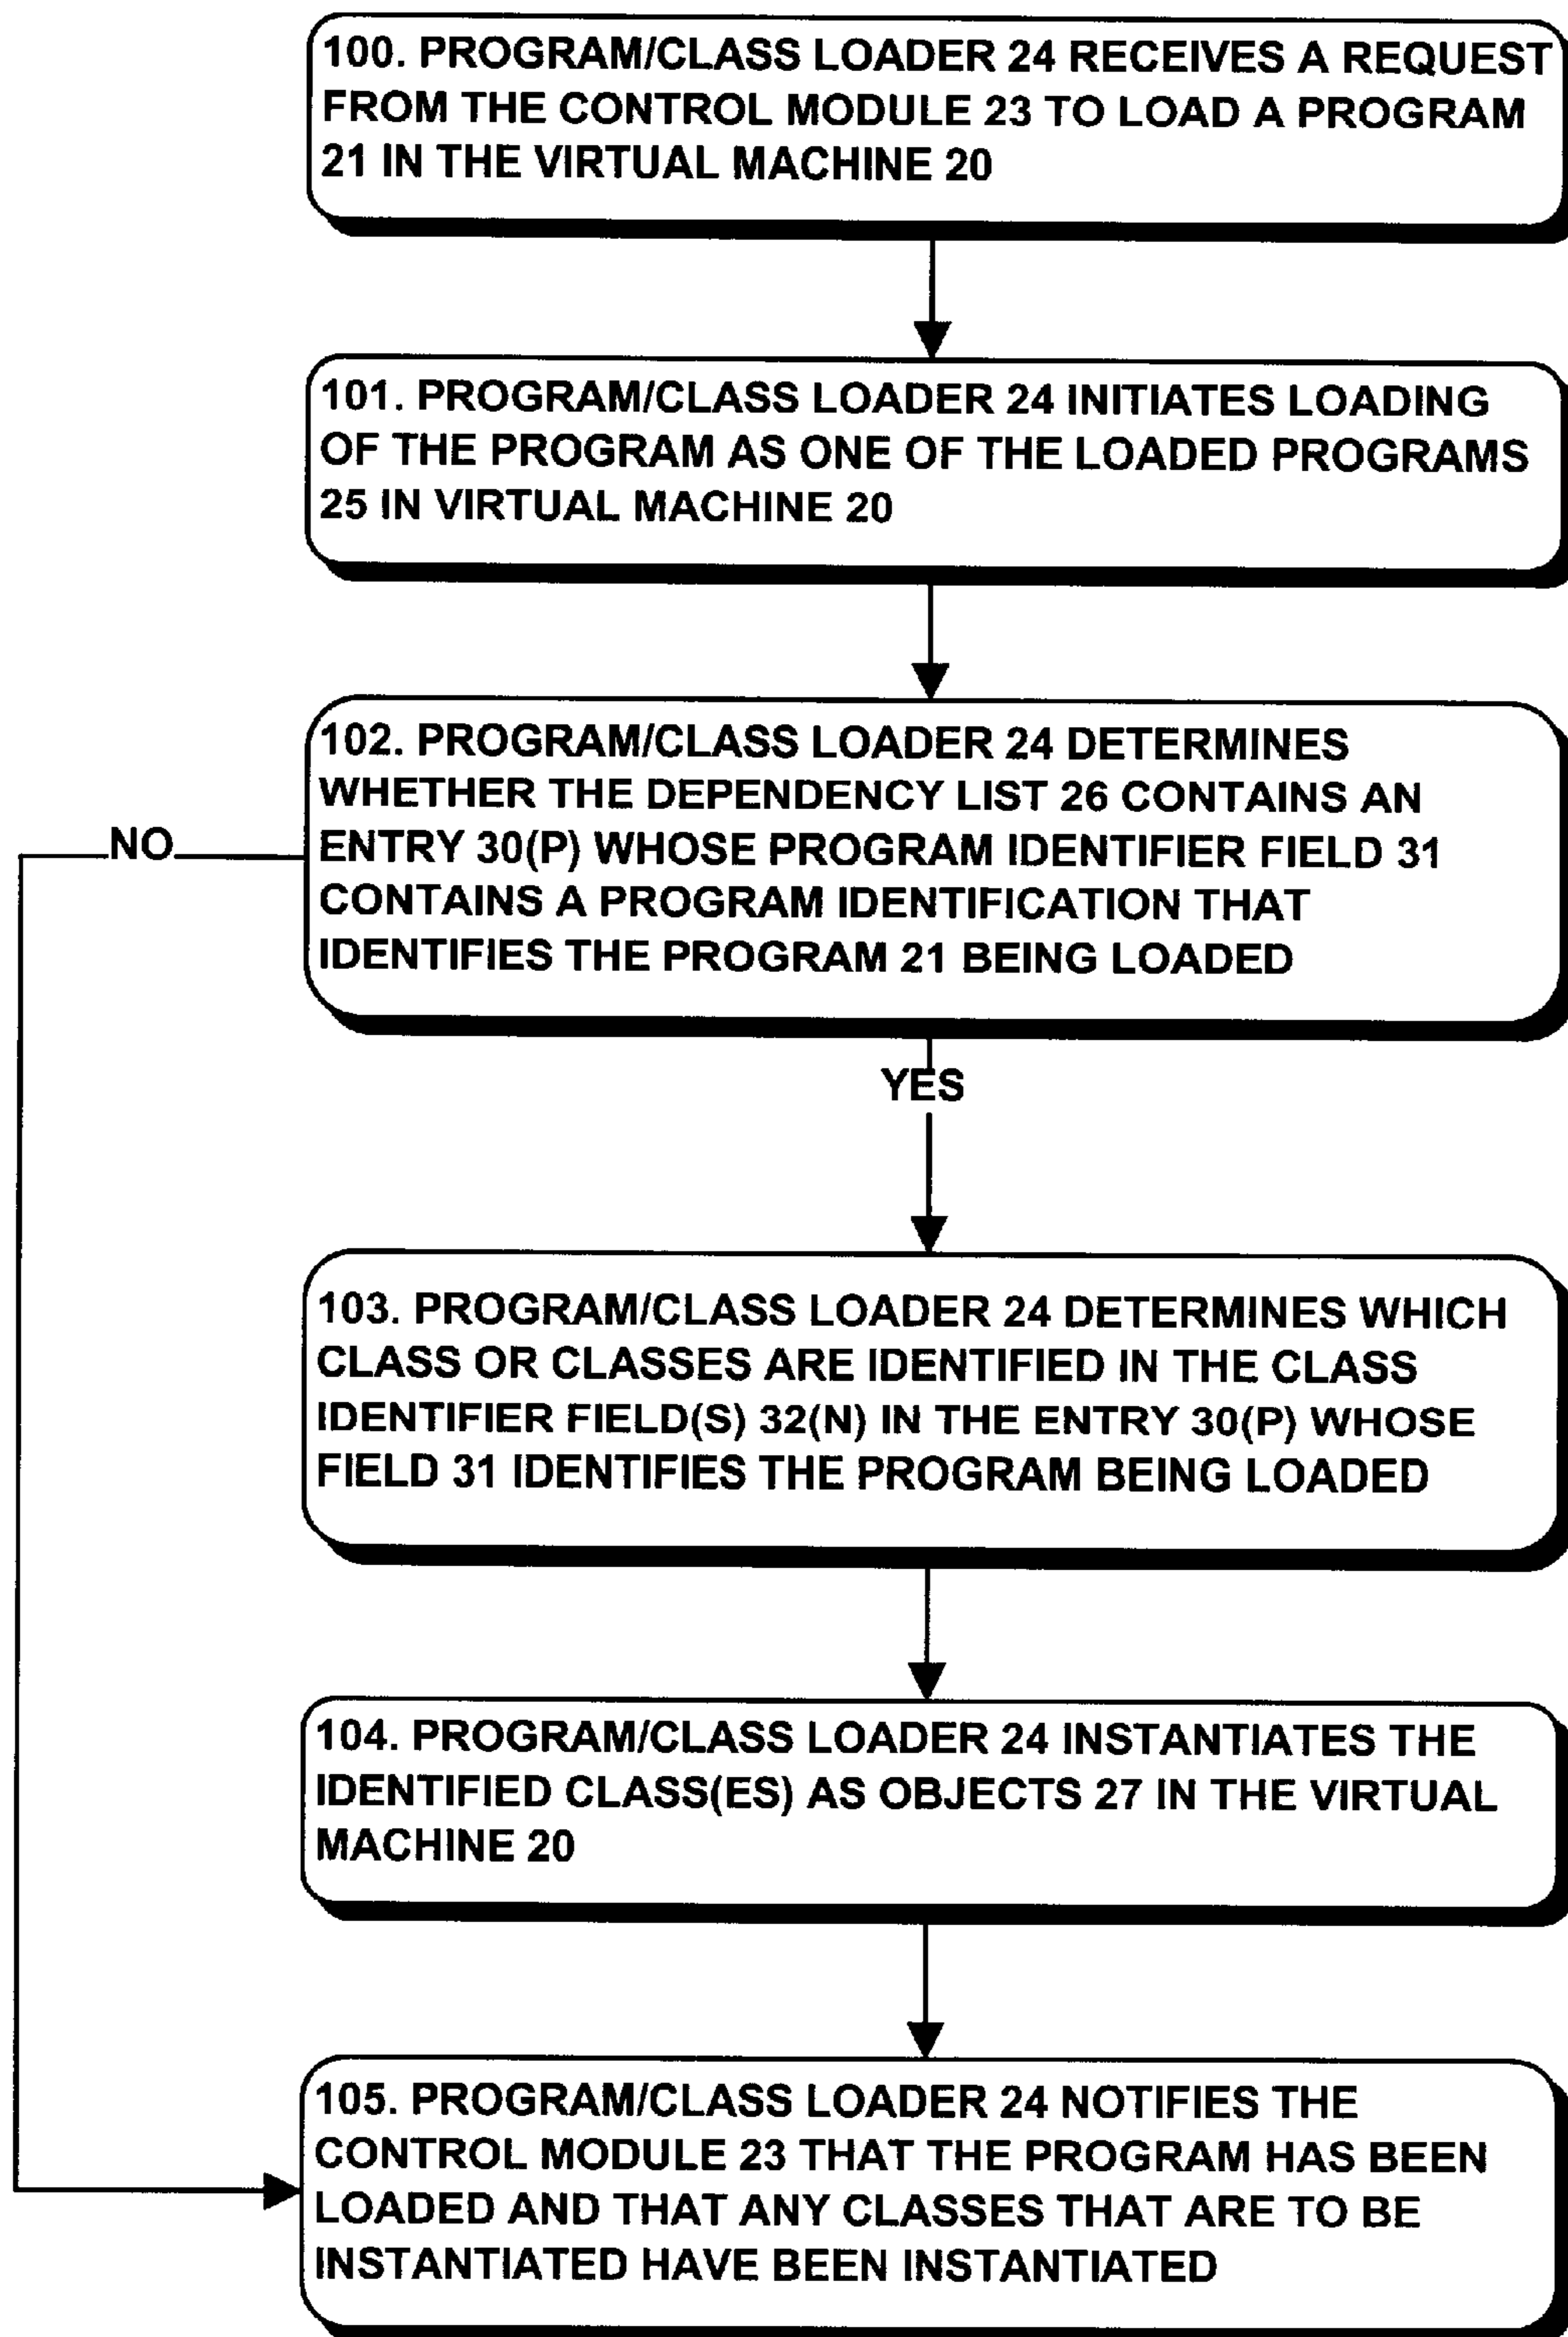 100. PROGRAM/CLASS LOADER 24 RECEIVES A REQUEST
FROM THE CONTROL MODULE 23 TO LOAD A PROGRAM
21 IN THE VIRTUAL MACHINE 20
101. PROGRAM/CLASS LOADER 24 INITIATES LOADING
OF THE PROGRAM AS ONE OF THE LOADED PROGRAMS
25 IN VIRTUAL MACHINE 20
102. PROGRAM/CLASS LOADER 24 DETERMINES
WHETHER THE DEPENDENCY LIST 26 CONTAINS AN
ENTRY 30(P) WHOSE PROGRAM IDENTIFIER FIELD 31
CONTAINS A PROGRAM IDENTIFICATION THAT
IDENTIFIES THE PROGRAM 21 BEING LOADED
NO
YES
103. PROGRAM/CLASS LOADER 24 DETERMINES WHICH
CLASS OR CLASSES ARE IDENTIFIED IN THE CLASS
IDENTIFIER FIELD(S) 32(N) IN THE ENTRY 30(P) WHOSE
FIELD 31 IDENTIFIES THE PROGRAM BEING LOADED
104. PROGRAM/CLASS LOADER 24 INSTANTIATES THE
IDENTIFIED CLASS(ES) AS OBJECTS 27 IN THE VIRTUAL
MACHINE 20
105. PROGRAM/CLASS LOADER 24 NOTIFIES THE
CONTROL MODULE 23 THAT THE PROGRAM HAS BEEN
LOADED AND THAT ANY CLASSES THAT ARE TO BE
INSTANTIATED HAVE BEEN INSTANTIATED